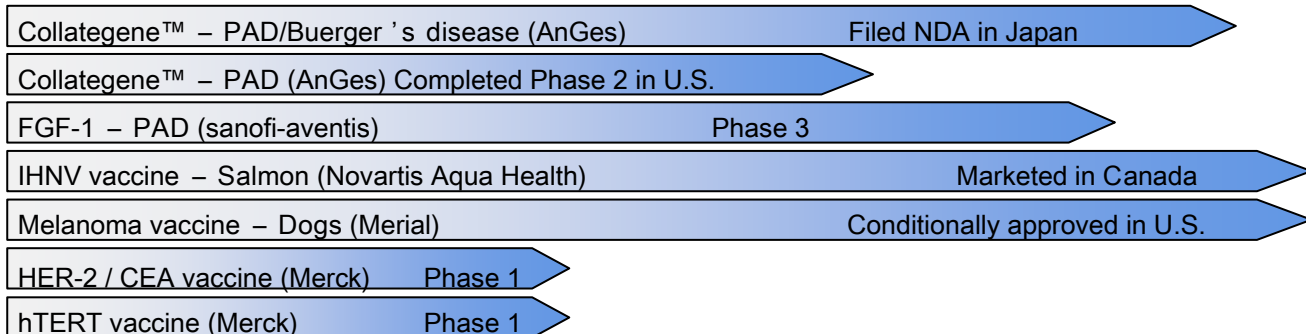 Collategene™ – PAD/Buerger ’ s disease (AnGes) Filed NDA in Japan
Collategene™ – PAD (AnGes) Completed Phase 2 in U.S.
FGF-1 – PAD (sanofi-aventis) Phase 3
IHNV vaccine – Salmon (Novartis Aqua Health) Marketed in Canada
Melanoma vaccine – Dogs (Merial) Conditionally approved in U.S.
HER-2 / CEA vaccine (Merck) Phase 1
hTERT vaccine (Merck) Phase 1